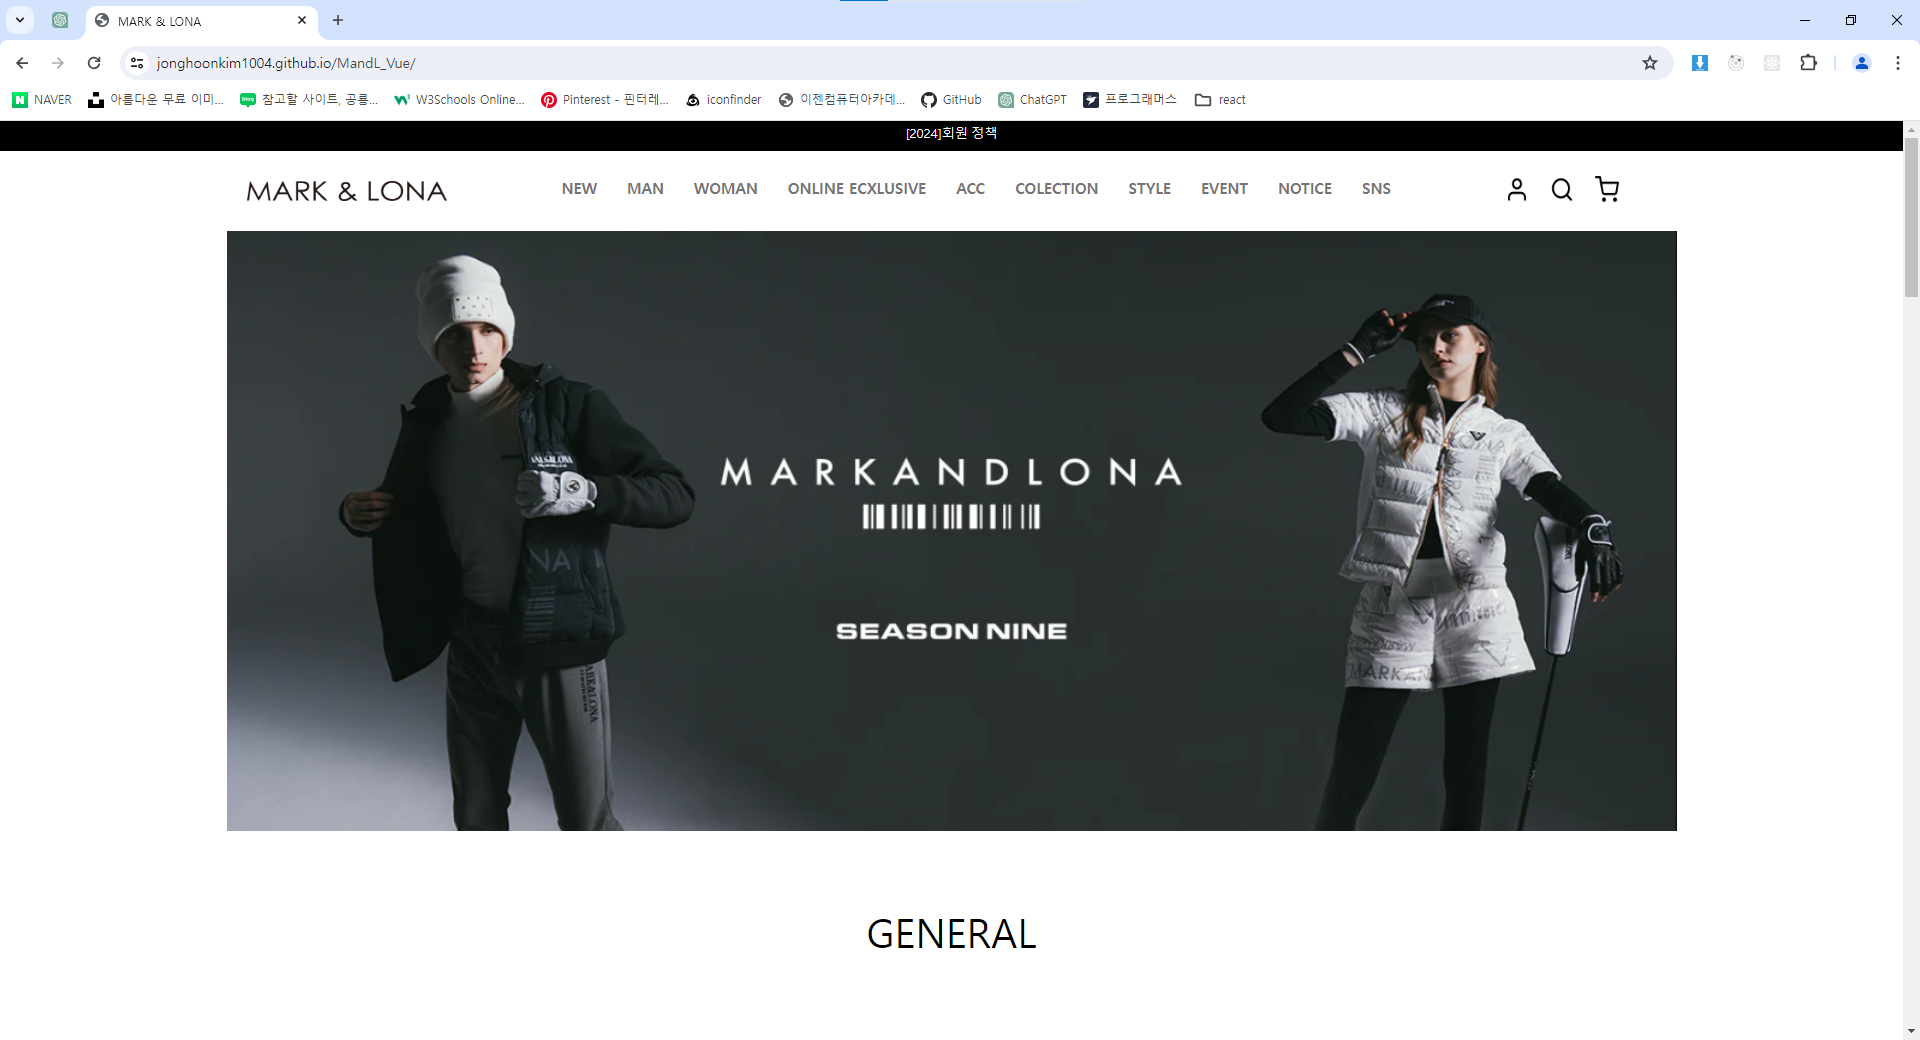 MARK & LONA
jonghoonkim1004.github.io/MandL_Vue/
NAVER 아름다운 무료 이미... blog 참고할 사이트, 공룡... W3Schools Online... Pinterest - 핀터레... iconfinder 이젠컴퓨터아카데... GitHub ChatGPT 프로그래머스 react
[2024]회원 정책
MARK & LONA NEW MAN WOMAN ONLINE ECXLUSIVE ACC COLECTION STYLE EVENT NOTICE SNS
MARKANDLONA
SEASON NINE
GENERAL